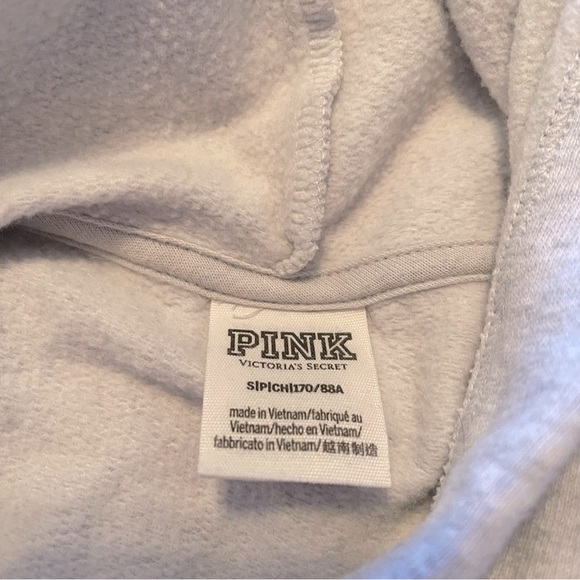 PINK
VICTORIA'S SECRET
S|P|CH|170/88A
made in Vietnam/fabriqué au
Vietnam/hecho en Vietnam/
fabbricato in Vietnam/越南制造